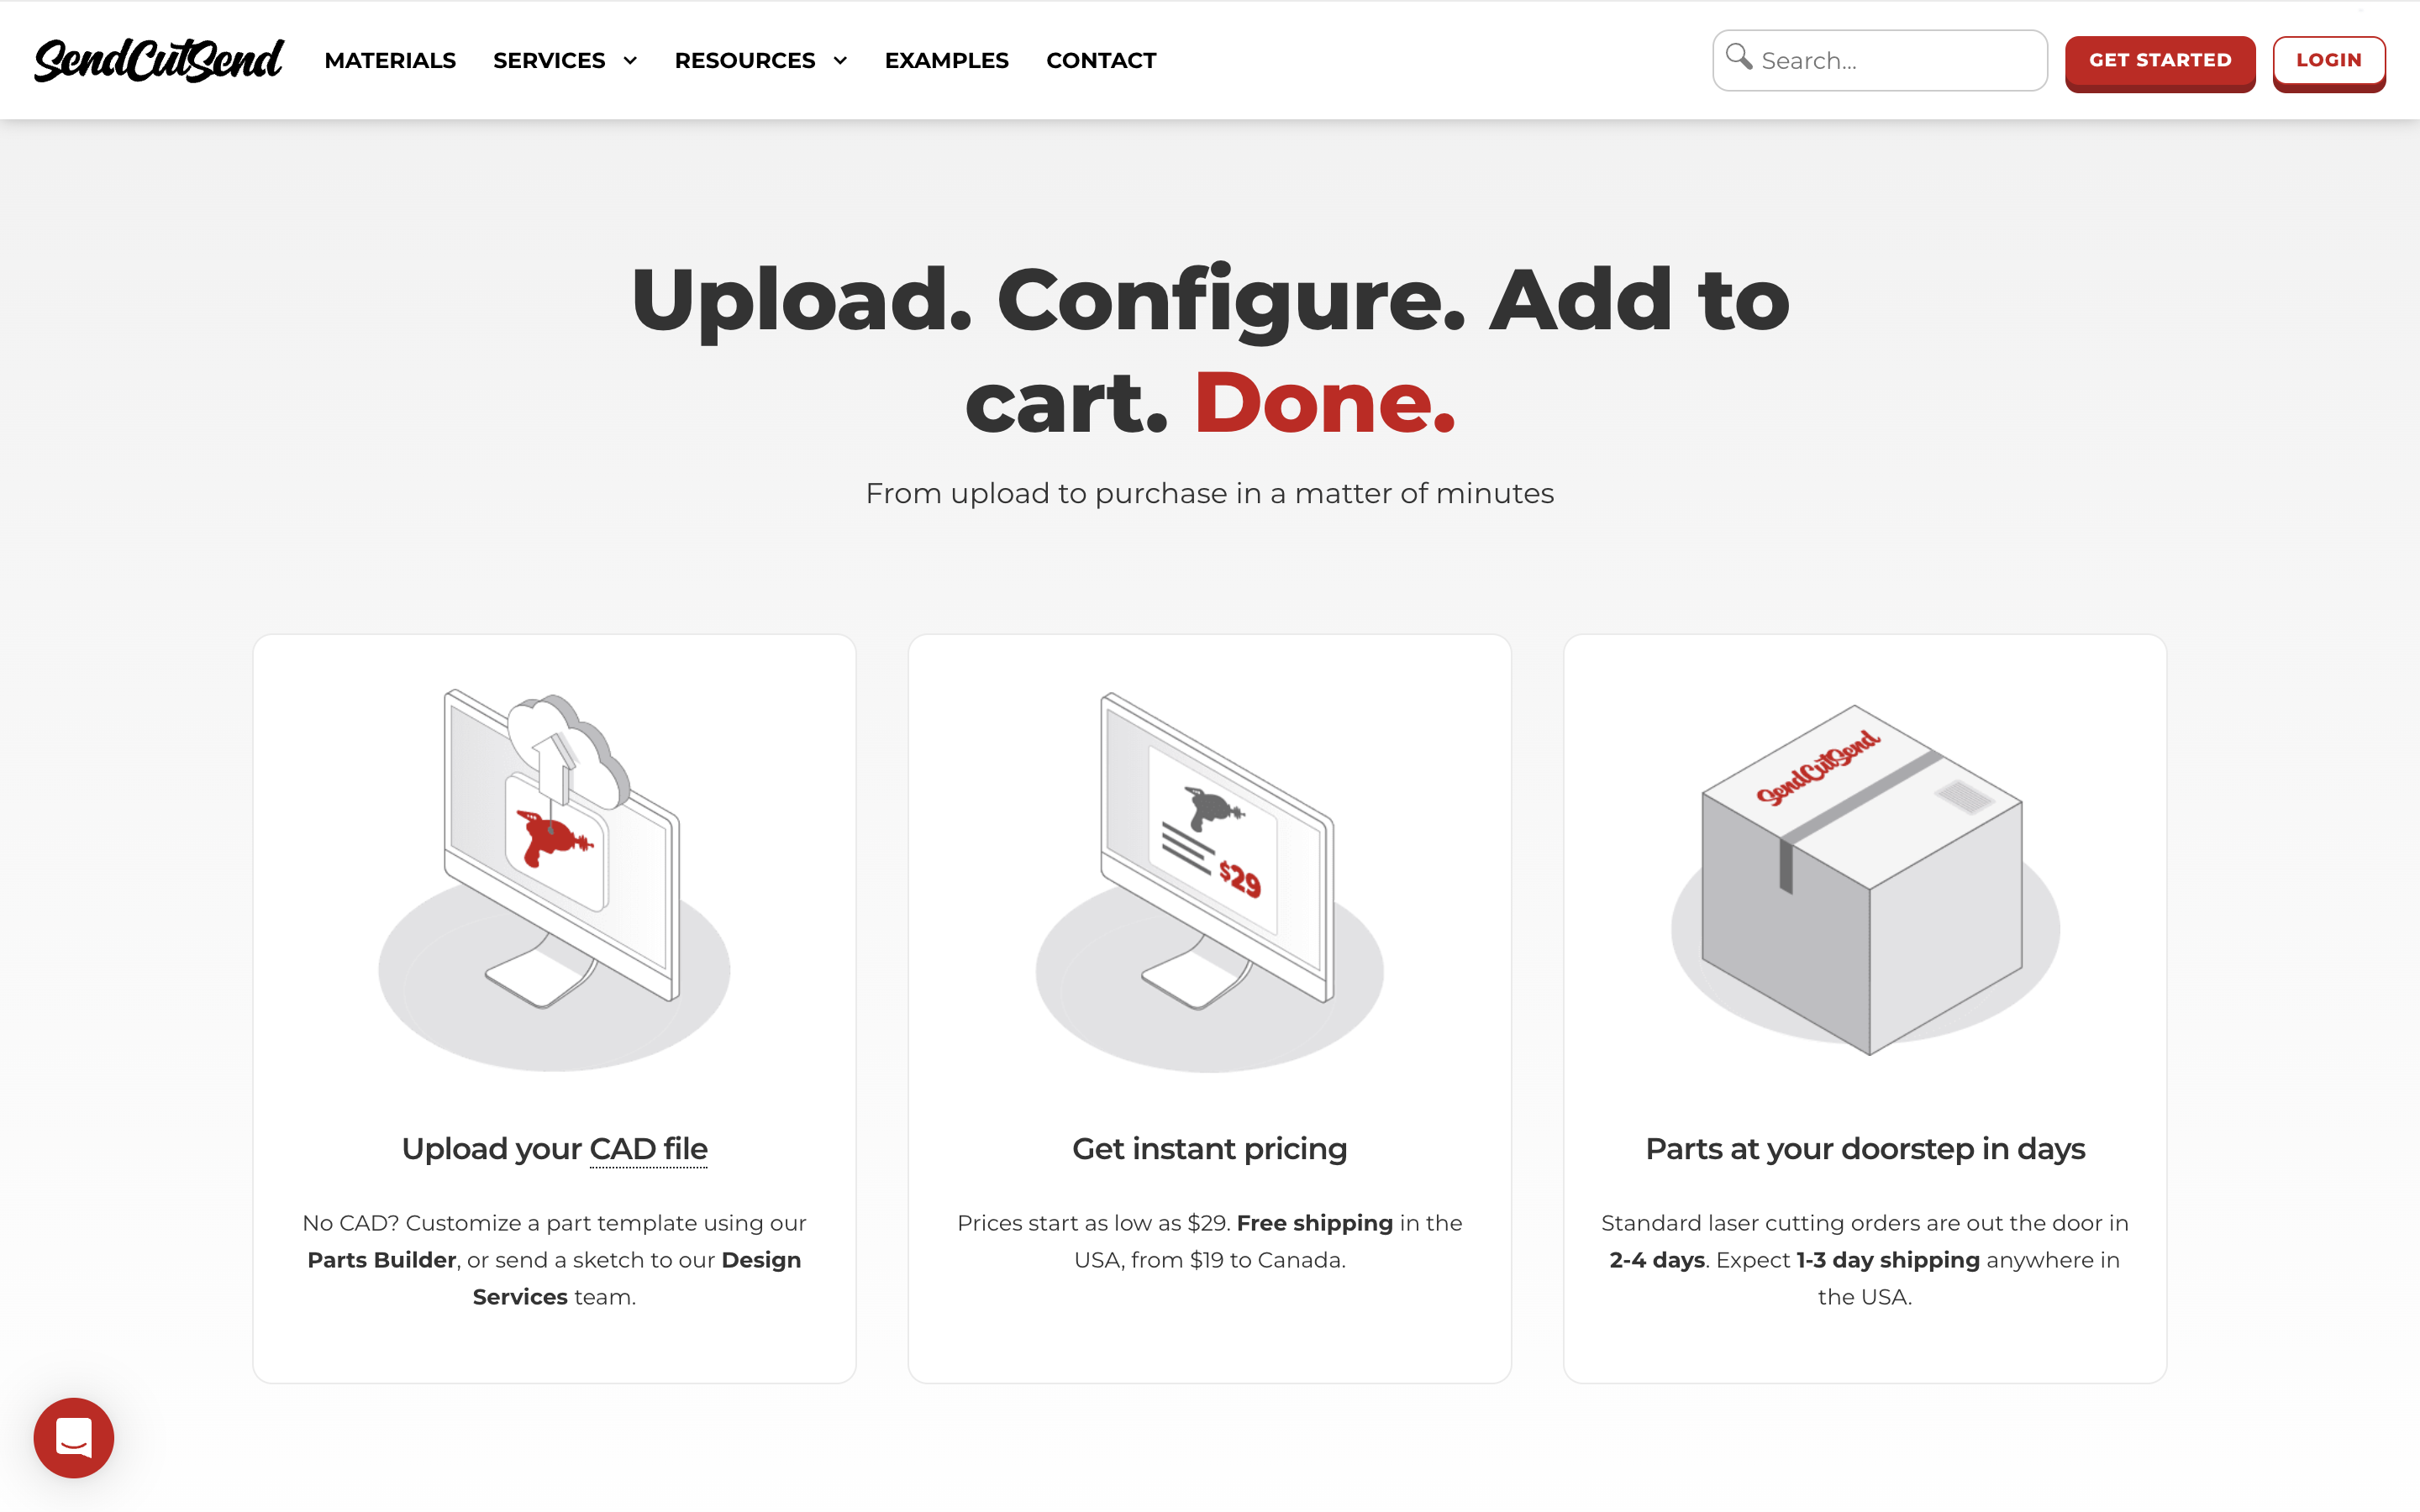 SendCutSend MATERIALS SERVICES RESOURCES EXAMPLES CONTACT Search... GET STARTED LOGIN
Upload. Configure. Add to
cart. Done.
From upload to purchase in a matter of minutes
$29
SendCutSend
Upload your CAD file
No CAD? Customize a part template using our
Parts Builder, or send a sketch to our Design
Services team.
Get instant pricing
Prices start as low as $29. Free shipping in the
USA, from $19 to Canada.
Parts at your doorstep in days
Standard laser cutting orders are out the door in
2-4 days. Expect 1-3 day shipping anywhere in
the USA.